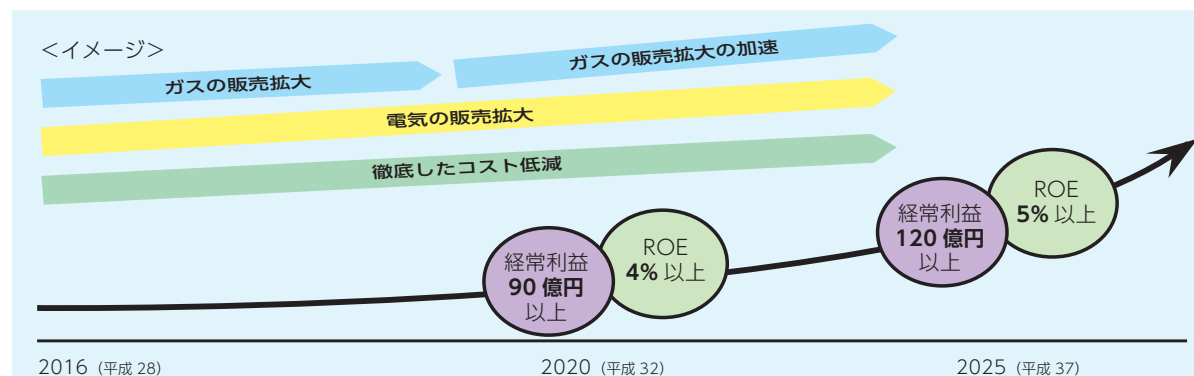 ＜イメージ＞
ガスの販売拡大
ガスの販売拡大の加速
電気の販売拡大
徹底したコスト低減
経常利益
90 億円
以上
ROE
4% 以上
経常利益
120 億円
以上
ROE
5% 以上
2016（平成 28）
2020（平成 32）
2025（平成 37）